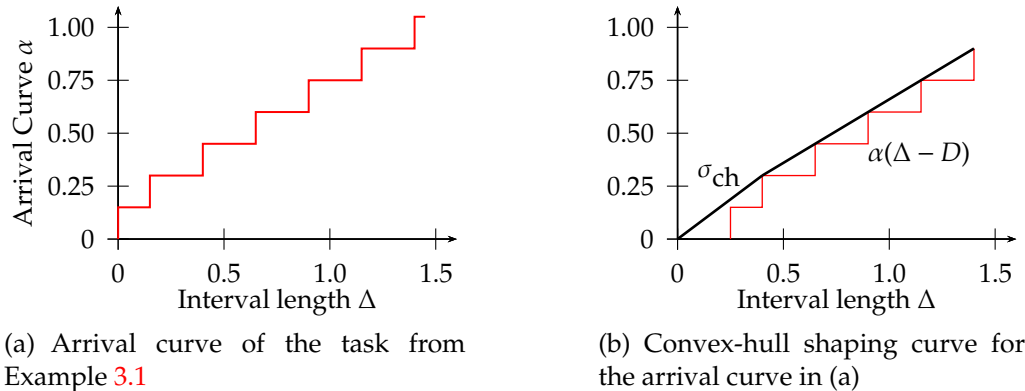 1.00
0.75
0.50
0.25
0
Arrival Curve α
0 0.5 1.0 1.5
Interval length Δ
(a) Arrival curve of the task from
Example 3.1
1.00
0.75
0.50
0.25
0
σch
α(Δ − D)
0 0.5 1.0 1.5
Interval length Δ
(b) Convex-hull shaping curve for
the arrival curve in (a)